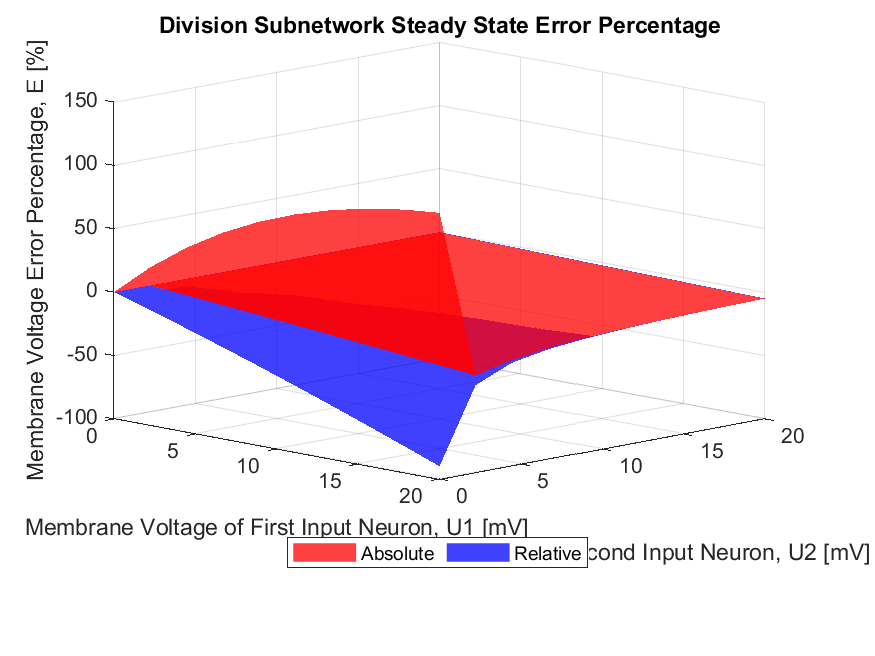 Division Subnetwork Steady State Error Percentage
Membrane Voltage Error Percentage, E [%]
150
100
50
0
-50
-100
0
5
10
15
20
0
5
10
15
20
Membrane Voltage of First Input Neuron, U1 [mV]
Input Neuron, U2 [mV]
Absolute
Relative